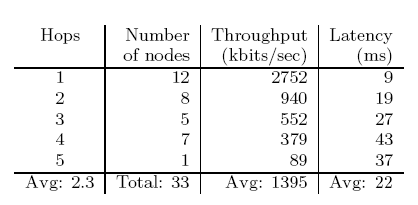 Hops Number of nodes Throughput (kbits/sec) Latency (ms)
1 12 2752 9
2 8 940 19
3 5 552 27
4 7 379 43
5 1 89 37
Avg: 2.3 Total: 33 Avg: 1395 Avg: 22